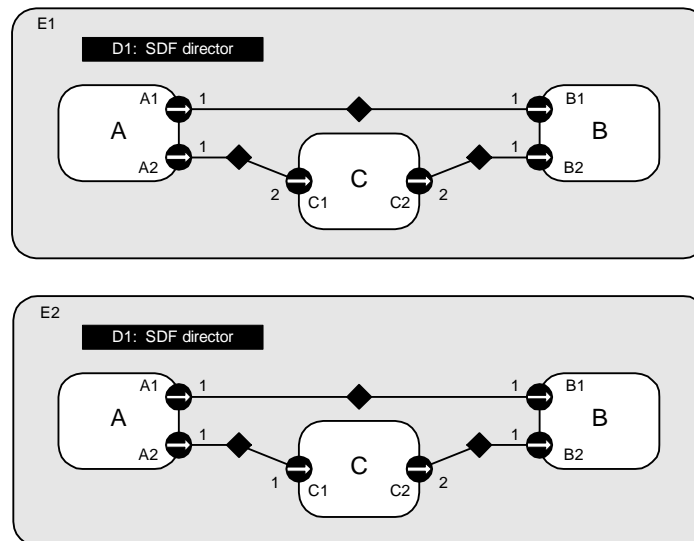 E1
D1: SDF director
A1 1 1 B1
A B
1 1
A2 B2
C
2 C1 C2 2
E2
D1: SDF director
A1 1 1 B1
A B
1 1
A2 B2
C
1 C1 C2 2